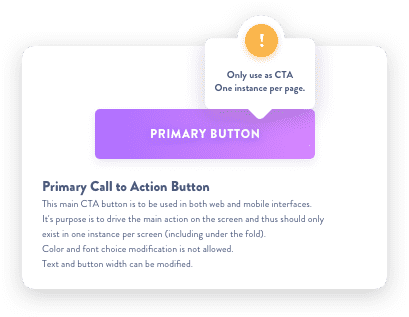 !
Only use as CTA
One instance per page.
PRIMARY BUTTON
Primary Call to Action Button
This main CTA button is to be used in both web and mobile interfaces.
It's purpose is to drive the main action on the screen and thus should only
exist in one instance per screen (including under the fold).
Color and font choice modification is not allowed.
Text and button width can be modified.